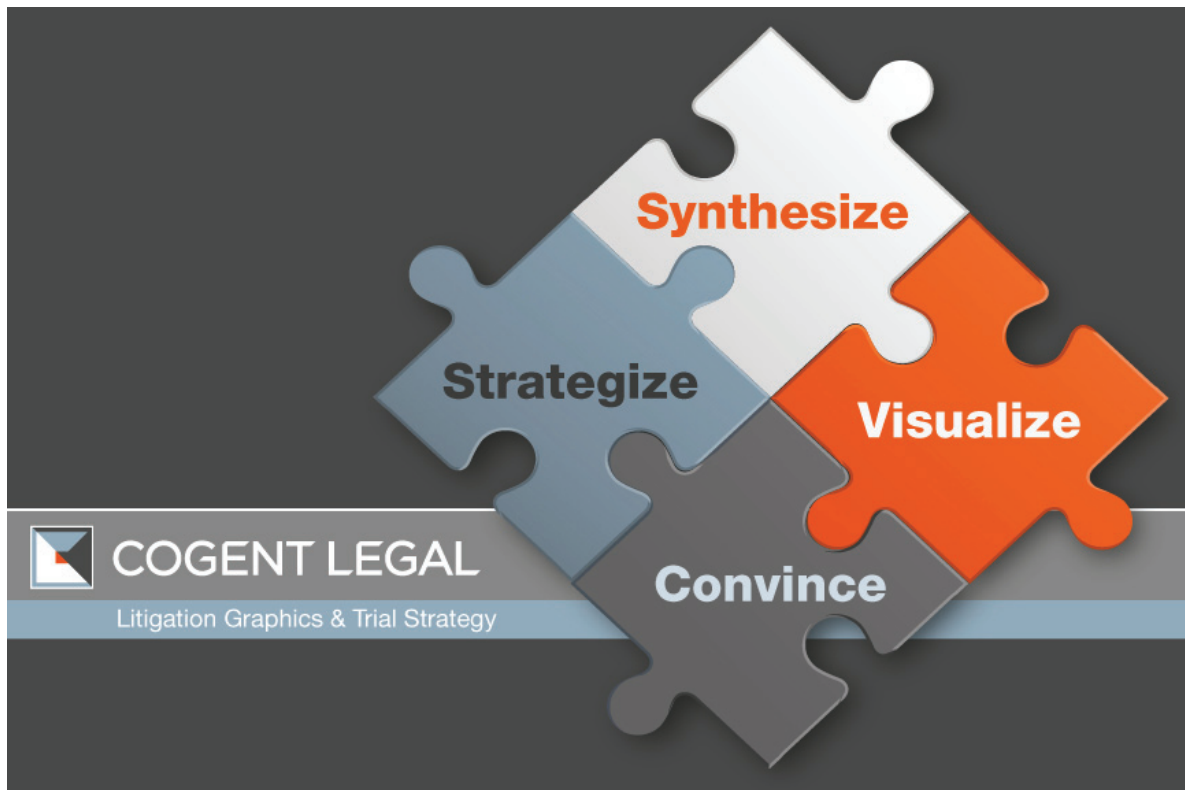 Synthesize
Strategize
Visualize
COGENT LEGAL
Convince
Litigation Graphics & Trial Strategy